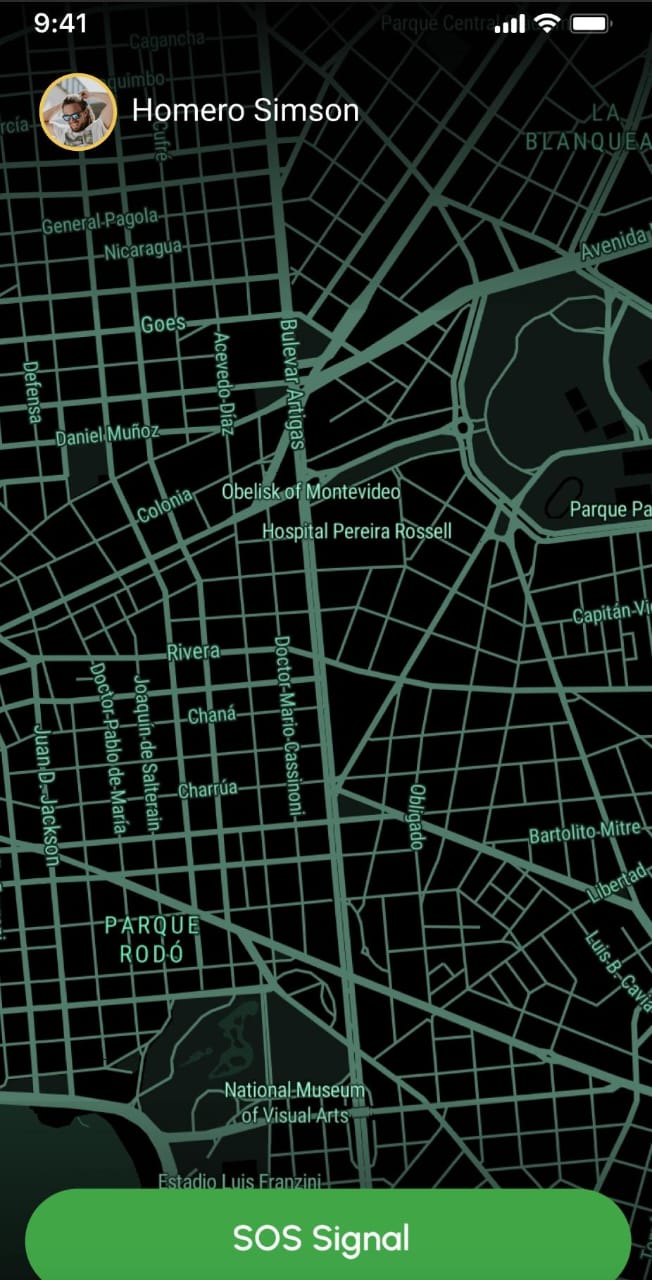 9:41
Parque Central
Cagancha
Homero Simson
Cufré
LA
BLANQUEA
General Pagola
Nicaragua
Avenida
Goes
Bulevar Artigas
Acevedo Díaz
Defensa
Daniel Muñoz
Colonia
Obelisk of Montevideo
Hospital Pereira Rossell
Parque Pa
Capitán Vi
Rivera
Doctor Mario Cassinoni
Doctor Pablo de María
Joaquín de Salterain
Chaná
Juan D. Jackson
Charrúa
Obligado
Bartolito Mitre
Libertad
PARQUE
RODÓ
Luis B. Cavia
National Museum
of Visual Arts
Estadio Luis Franzini
SOS Signal